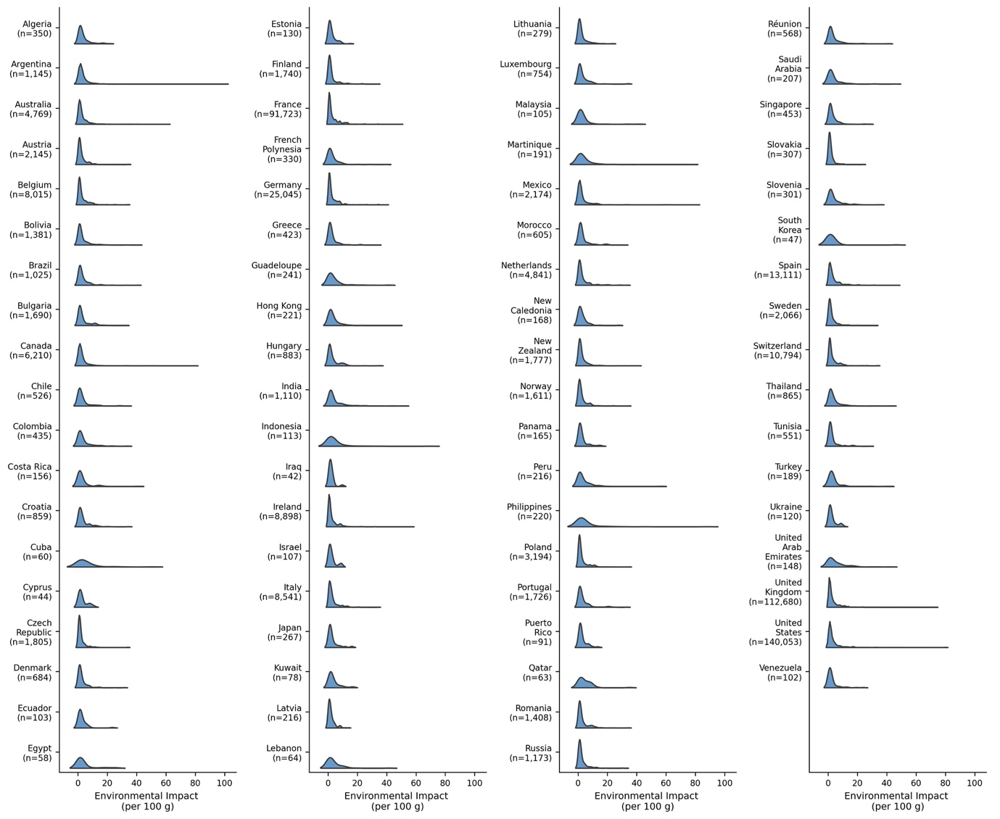 Algeria
(n=350)
Argentina
(n=1,145)
Australia
(n=4,769)
Austria
(n=2,145)
Belgium
(n=8,015)
Bolivia
(n=1,381)
Brazil
(n=1,025)
Bulgaria
(n=1,690)
Canada
(n=6,210)
Chile
(n=526)
Colombia
(n=435)
Costa Rica
(n=156)
Croatia
(n=859)
Cuba
(n=60)
Cyprus
(n=44)
Czech
Republic
(n=1,805)
Denmark
(n=684)
Ecuador
(n=103)
Egypt
(n=58)
0 20 40 60 80 100
Environmental Impact
(per 100 g)
Estonia
(n=130)
Finland
(n=1,740)
France
(n=91,723)
French
Polynesia
(n=330)
Germany
(n=25,045)
Greece
(n=423)
Guadeloupe
(n=241)
Hong Kong
(n=221)
Hungary
(n=883)
India
(n=1,110)
Indonesia
(n=113)
Iraq
(n=42)
Ireland
(n=8,898)
Israel
(n=107)
Italy
(n=8,541)
Japan
(n=267)
Kuwait
(n=78)
Latvia
(n=216)
Lebanon
(n=64)
0 20 40 60 80 100
Environmental Impact
(per 100 g)
Lithuania
(n=279)
Luxembourg
(n=754)
Malaysia
(n=105)
Martinique
(n=191)
Mexico
(n=2,174)
Morocco
(n=605)
Netherlands
(n=4,841)
New
Caledonia
(n=168)
New
Zealand
(n=1,777)
Norway
(n=1,611)
Panama
(n=165)
Peru
(n=216)
Philippines
(n=220)
Poland
(n=3,194)
Portugal
(n=1,726)
Puerto
Rico
(n=91)
Qatar
(n=63)
Romania
(n=1,408)
Russia
(n=1,173)
0 20 40 60 80 100
Environmental Impact
(per 100 g)
Réunion
(n=568)
Saudi
Arabia
(n=207)
Singapore
(n=453)
Slovakia
(n=307)
Slovenia
(n=301)
South
Korea
(n=47)
Spain
(n=13,111)
Sweden
(n=2,066)
Switzerland
(n=10,794)
Thailand
(n=865)
Tunisia
(n=551)
Turkey
(n=189)
Ukraine
(n=120)
United
Arab
Emirates
(n=148)
United
Kingdom
(n=112,680)
United
States
(n=140,053)
Venezuela
(n=102)
0 20 40 60 80 100
Environmental Impact
(per 100 g)